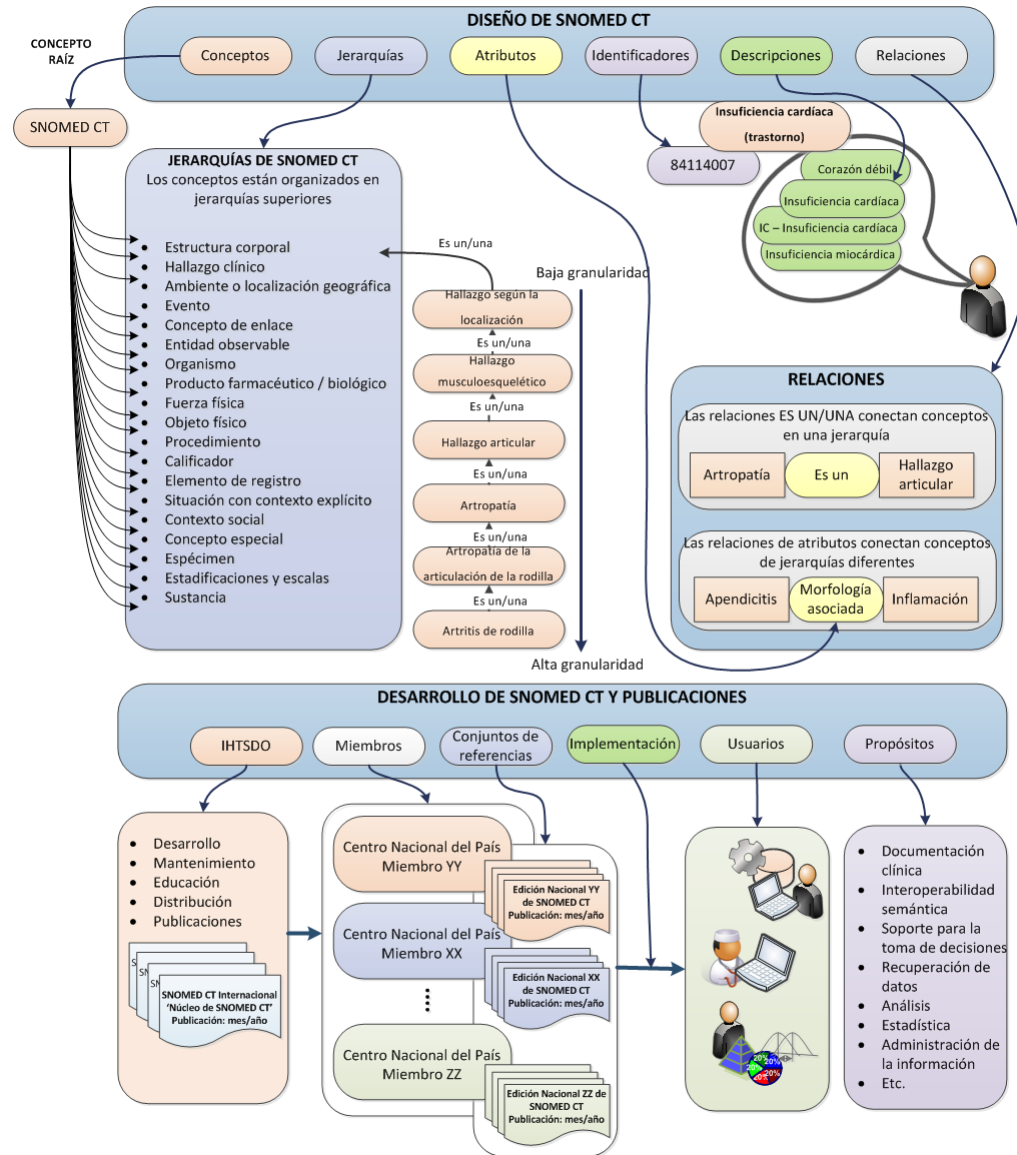 DISEÑO DE SNOMED CT
CONCEPTO
RAÍZ
Conceptos
Jerarquías
Atributos
Identificadores
Descripciones
Relaciones
SNOMED CT
Insuficiencia cardíaca
(trastorno)
84114007
Corazón débil
Insuficiencia cardíaca
IC – Insuficiencia cardíaca
Insuficiencia miocárdica
JERARQUÍAS DE SNOMED CT
Los conceptos están organizados en
jerarquías superiores
• Estructura corporal
• Hallazgo clínico
• Ambiente o localización geográfica
• Evento
• Concepto de enlace
• Entidad observable
• Organismo
• Producto farmacéutico / biológico
• Fuerza física
• Objeto físico
• Procedimiento
• Calificador
• Elemento de registro
• Situación con contexto explícito
• Contexto social
• Concepto especial
• Espécimen
• Estadificaciones y escalas
• Sustancia
Es un/una
Hallazgo según la
localización
Es un/una
Hallazgo
musculoesquelético
Es un/una
Hallazgo articular
Es un/una
Artropatía
Es un/una
Artropatía de la
articulación de la rodilla
Es un/una
Artritis de rodilla
Baja granularidad
Alta granularidad
RELACIONES
Las relaciones ES UN/UNA conectan conceptos
en una jerarquía
Artropatía
Es un
Hallazgo
articular
Las relaciones de atributos conectan conceptos
de jerarquías diferentes
Apendicitis
Morfología
asociada
Inflamación
DESARROLLO DE SNOMED CT Y PUBLICACIONES
IHTSDO
Miembros
Conjuntos de
referencias
Implementación
Usuarios
Propósitos
• Desarrollo
• Mantenimiento
• Educación
• Distribución
• Publicaciones
SNOMED CT Internacional
‘Núcleo de SNOMED CT’
Publicación: mes/año
Centro Nacional del País
Miembro YY
Edición Nacional YY
de SNOMED CT
Publicación: mes/año
Centro Nacional del País
Miembro XX
Edición Nacional XX
de SNOMED CT
Publicación: mes/año
Centro Nacional del País
Miembro ZZ
Edición Nacional ZZ de
SNOMED CT
Publicación: mes/año
20%
20%
20%
20%
20%
• Documentación
clínica
• Interoperabilidad
semántica
• Soporte para la
toma de decisiones
• Recuperación de
datos
• Análisis
• Estadística
• Administración de
la información
• Etc.